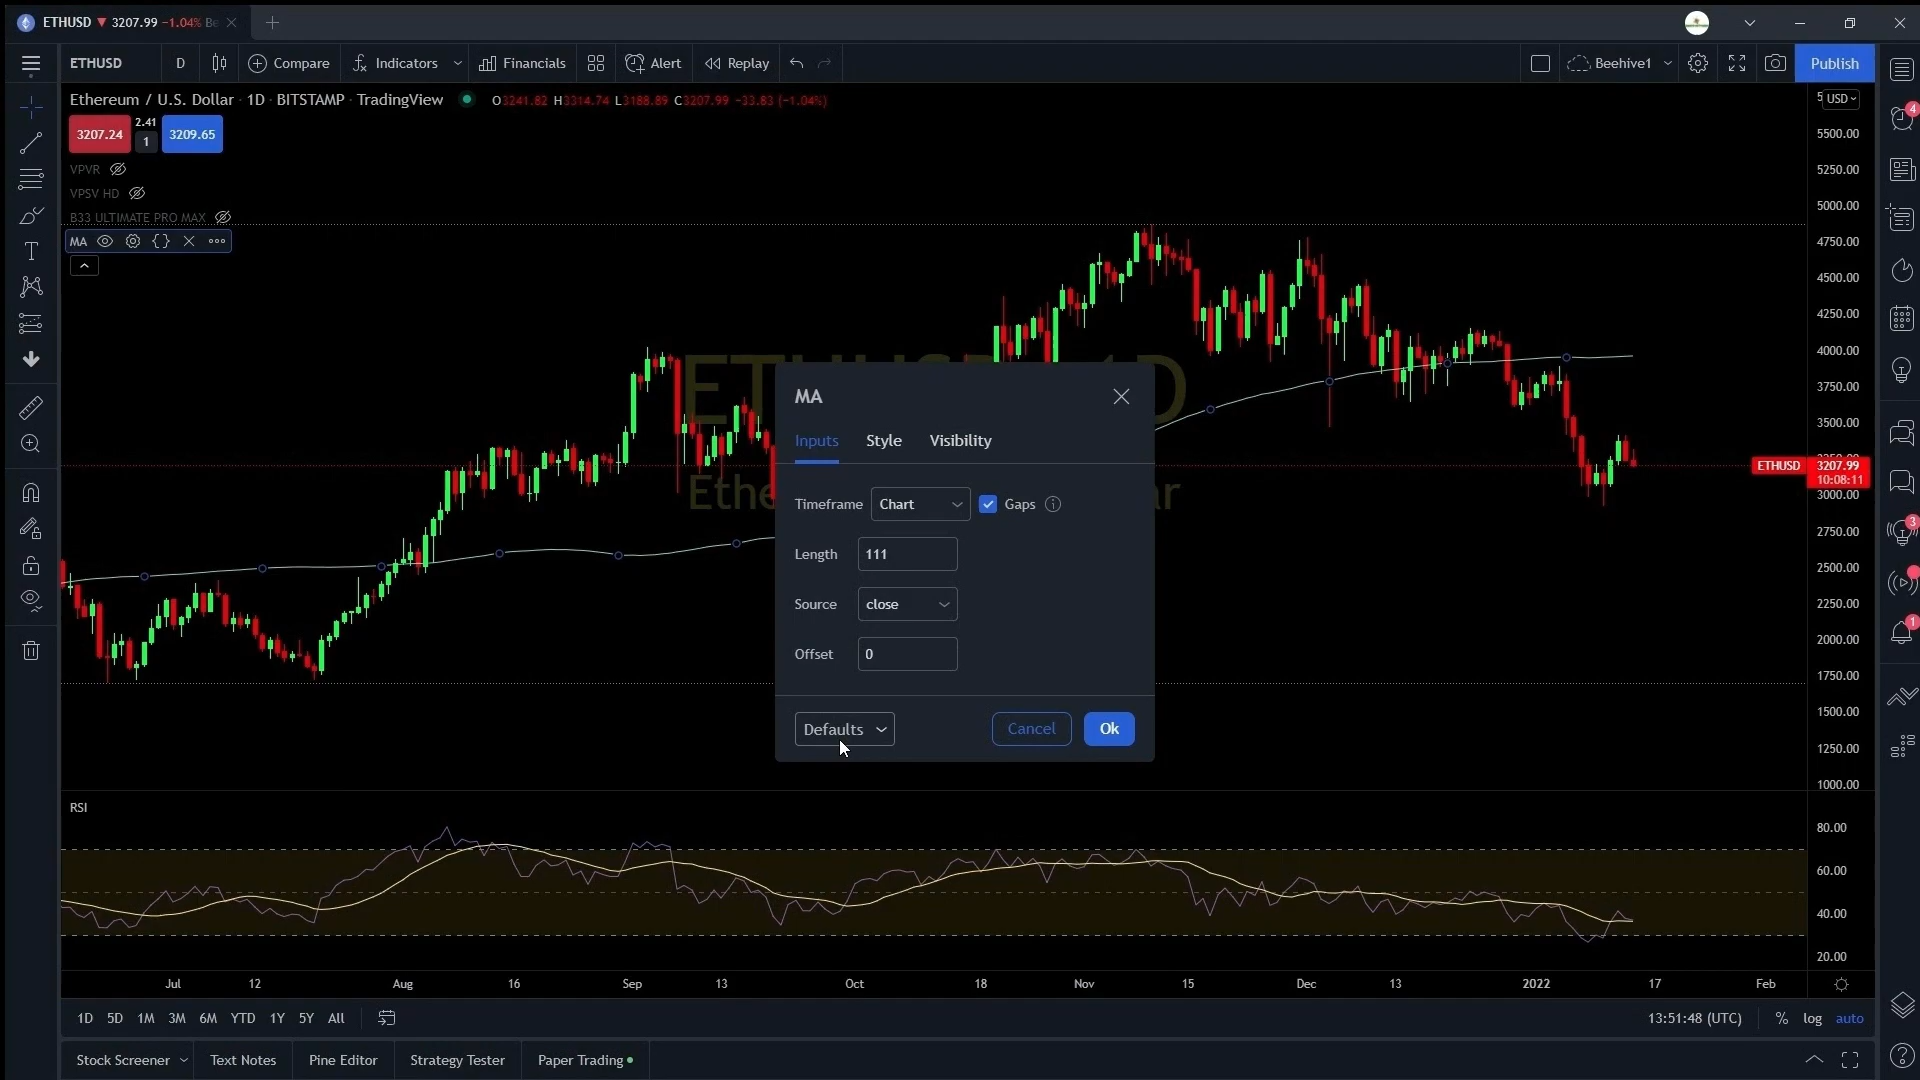 ETHUSD ▼ 3207.99 −1.04% Be
ETHUSD D Compare Indicators Financials Alert Replay Beehive1 Publish
Ethereum / U.S. Dollar · 1D · BITSTAMP · TradingView O3241.82 H3314.74 L3188.89 C3207.99 −33.83 (−1.04%)
USD
3207.24 2.41 1 3209.65
VPVR
VPSV HD
B33 ULTIMATE PRO MAX
MA
5500.00
5250.00
5000.00
4750.00
4500.00
4250.00
4000.00
3750.00
3500.00
ETHUSD 3207.99
10:08:11
3000.00
2750.00
2500.00
2250.00
2000.00
1750.00
1500.00
1250.00
1000.00
4
3
1
MA
Inputs Style Visibility
Timeframe Chart Gaps
Length 111
Source close
Offset 0
Defaults Cancel Ok
RSI
80.00
60.00
40.00
20.00
Jul 12 Aug 16 Sep 13 Oct 18 Nov 15 Dec 13 2022 17 Feb
1D 5D 1M 3M 6M YTD 1Y 5Y All 13:51:48 (UTC) % log auto
Stock Screener Text Notes Pine Editor Strategy Tester Paper Trading